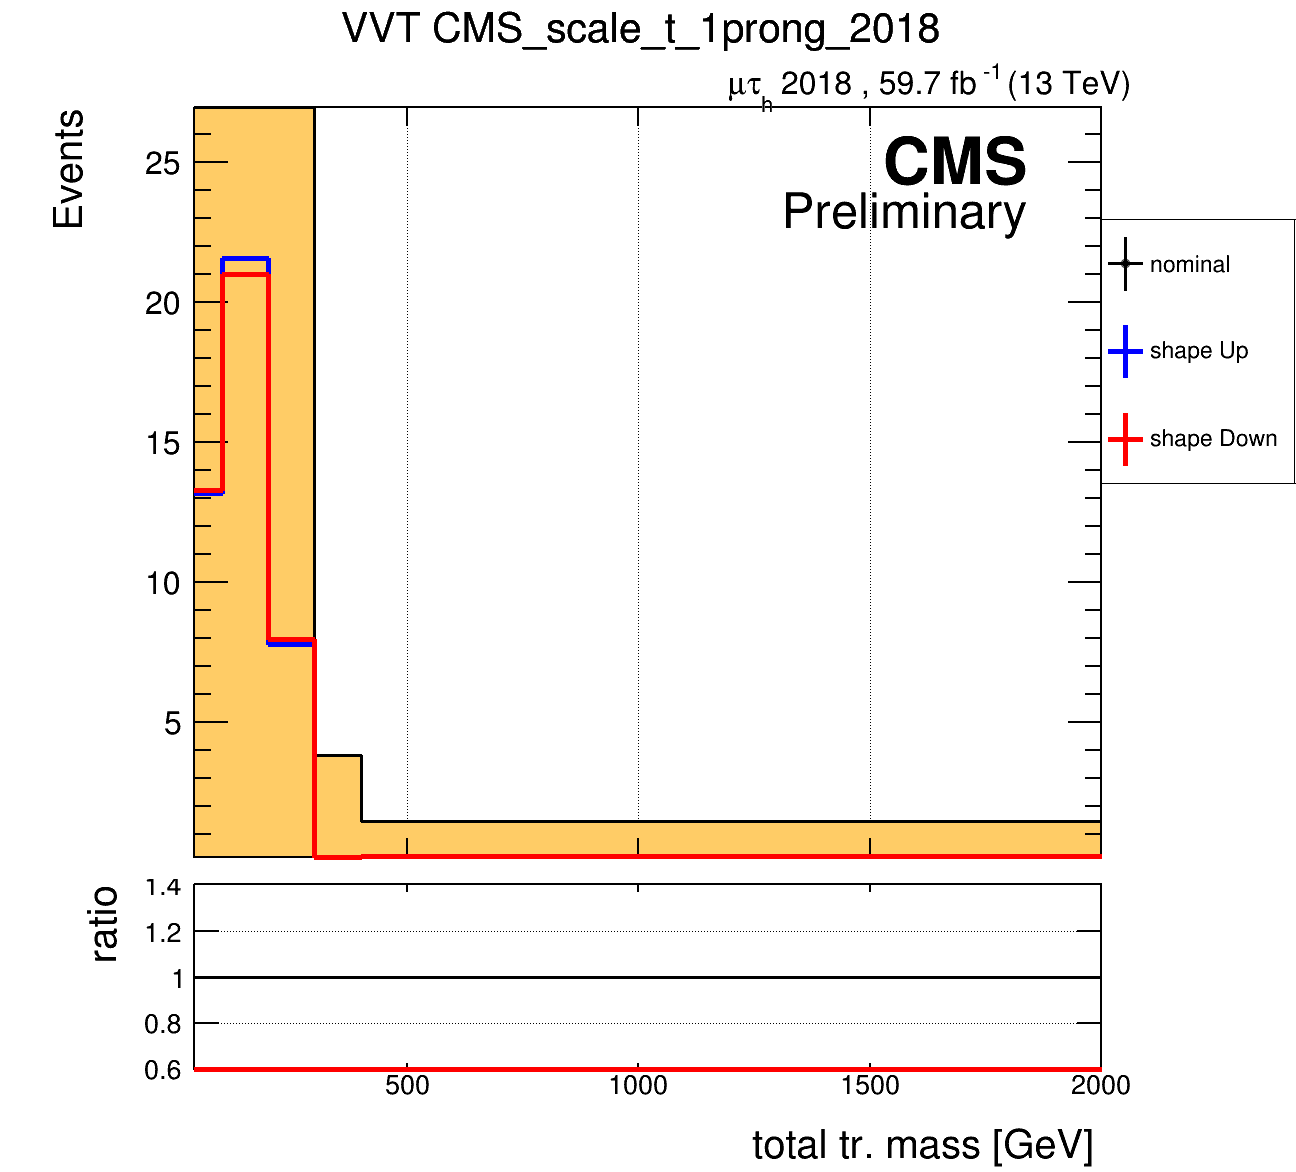 VVT CMS_scale_t_1prong_2018
μτh 2018 , 59.7 fb-1 (13 TeV)
Events
25
20
15
10
5
CMS
Preliminary
nominal
shape Up
shape Down
ratio
1.4
1.2
1
0.8
0.6
500
1000
1500
2000
total tr. mass [GeV]